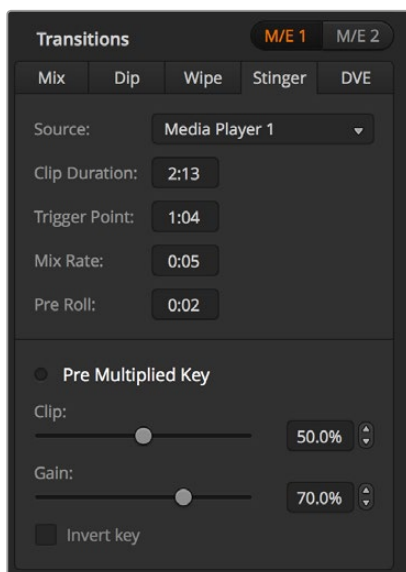 Transitions M/E 1 M/E 2
Mix Dip Wipe Stinger DVE
Source: Media Player 1
Clip Duration: 2:13
Trigger Point: 1:04
Mix Rate: 0:05
Pre Roll: 0:02
Pre Multiplied Key
Clip:
50.0%
Gain:
70.0%
Invert key